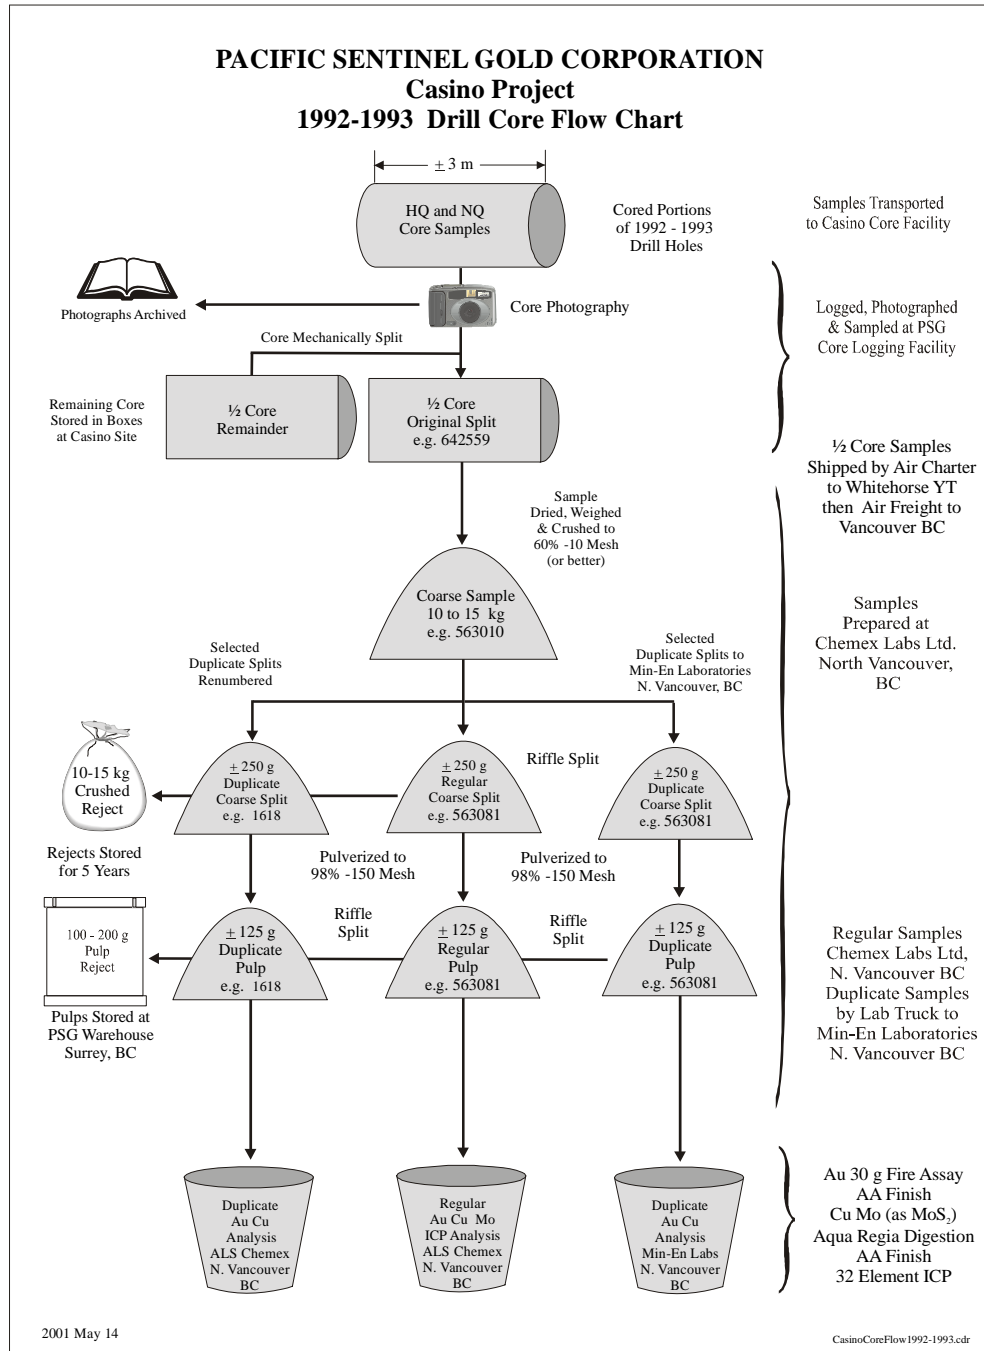 PACIFIC SENTINEL GOLD CORPORATION
Casino Project
1992-1993 Drill Core Flow Chart
± 3 m
HQ and NQ
Core Samples
Cored Portions
of 1992 - 1993
Drill Holes
Samples Transported
to Casino Core Facility
Photographs Archived
Core Photography
Logged, Photographed
& Sampled at PSG
Core Logging Facility
Core Mechanically Split
Remaining Core
Stored in Boxes
at Casino Site
½ Core
Remainder
½ Core
Original Split
e.g. 642559
½ Core Samples
Shipped by Air Charter
to Whitehorse YT
then Air Freight to
Vancouver BC
Sample
Dried, Weighed
& Crushed to
60% -10 Mesh
(or better)
Coarse Sample
10 to 15 kg
e.g. 563010
Samples
Prepared at
Chemex Labs Ltd.
North Vancouver,
BC
Selected
Duplicate Splits
Renumbered
Selected
Duplicate Splits to
Min-En Laboratories
N. Vancouver, BC
10-15 kg
Crushed
Reject
± 250 g
Duplicate
Coarse Split
e.g. 1618
± 250 g
Regular
Coarse Split
e.g. 563081
Riffle Split
± 250 g
Duplicate
Coarse Split
e.g. 563081
Rejects Stored
for 5 Years
Pulverized to
98% -150 Mesh
Pulverized to
98% -150 Mesh
100 - 200 g
Pulp
Reject
± 125 g
Duplicate
Pulp
e.g. 1618
Riffle
Split
± 125 g
Regular
Pulp
e.g. 563081
Riffle
Split
± 125 g
Duplicate
Pulp
e.g. 563081
Pulps Stored at
PSG Warehouse
Surrey, BC
Regular Samples
Chemex Labs Ltd,
N. Vancouver BC
Duplicate Samples
by Lab Truck to
Min-En Laboratories
N. Vancouver BC
Duplicate
Au Cu
Analysis
ALS Chemex
N. Vancouver
BC
Regular
Au Cu Mo
ICP Analysis
ALS Chemex
N. Vancouver
BC
Duplicate
Au Cu
Analysis
Min-En Labs
N. Vancouver
BC
Au 30 g Fire Assay
AA Finish
Cu Mo (as MoS₂)
Aqua Regia Digestion
AA Finish
32 Element ICP
2001 May 14
CasinoCoreFlow1992-1993.cdr